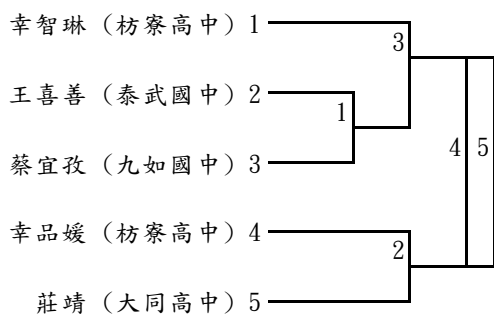 幸智琳（枋寮高中）1
3
王喜善（泰武國中）2
1
4 5
蔡宜孜（九如國中）3
幸品媛（枋寮高中）4
2
莊靖（大同高中）5